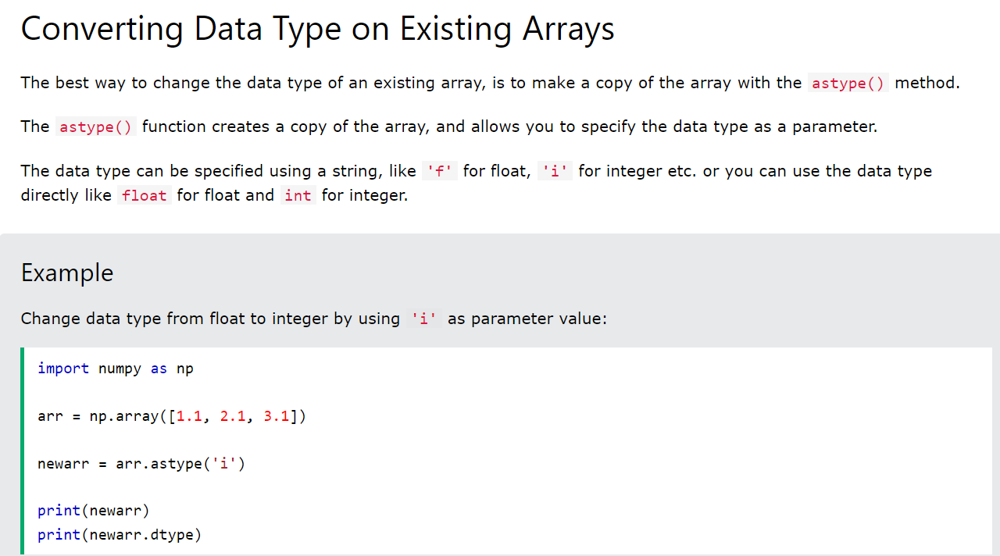 Converting Data Type on Existing Arrays
The best way to change the data type of an existing array, is to make a copy of the array with the astype() method.
The astype() function creates a copy of the array, and allows you to specify the data type as a parameter.
The data type can be specified using a string, like 'f' for float, 'i' for integer etc. or you can use the data type
directly like float for float and int for integer.
Example
Change data type from float to integer by using 'i' as parameter value:
import numpy as np
arr = np.array([1.1, 2.1, 3.1])
newarr = arr.astype('i')
print(newarr)
print(newarr.dtype)